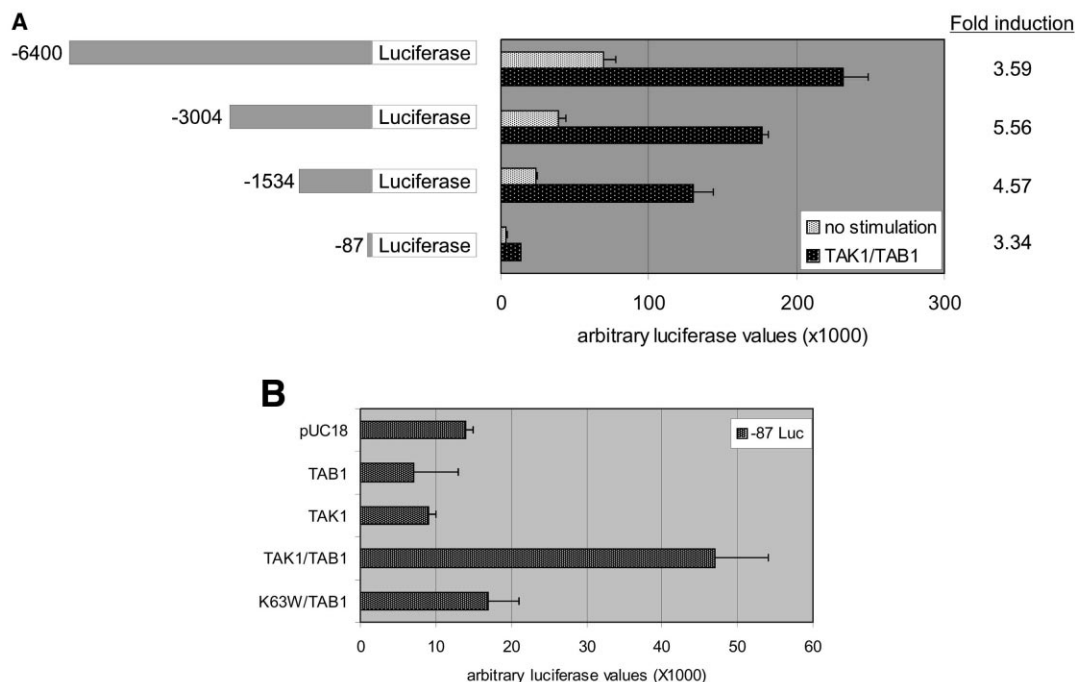 A
Fold induction
-6400 Luciferase 3.59
-3004 Luciferase 5.56
-1534 Luciferase 4.57
-87 Luciferase 3.34
no stimulation
TAK1/TAB1
0 100 200 300
arbitrary luciferase values (x1000)
B
pUC18
-87 Luc
TAB1
TAK1
TAK1/TAB1
K63W/TAB1
0 10 20 30 40 50 60
arbitrary luciferase values (X1000)